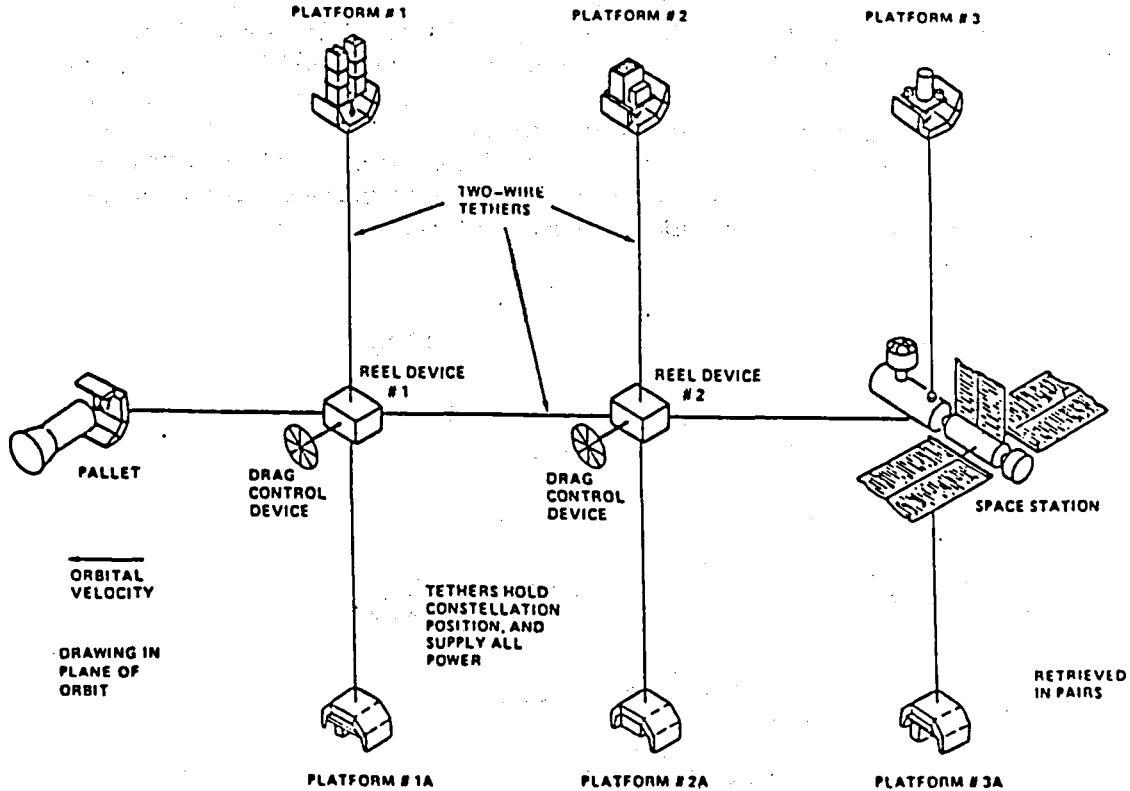 PLATFORM #1
PLATFORM #2
PLATFORM #3
TWO-WIRE
TETHERS
REEL DEVICE
#1
REEL DEVICE
#2
PALLET
DRAG
CONTROL
DEVICE
DRAG
CONTROL
DEVICE
SPACE STATION
ORBITAL
VELOCITY
TETHERS HOLD
CONSTELLATION
POSITION, AND
SUPPLY ALL
POWER
DRAWING IN
PLANE OF
ORBIT
RETRIEVED
IN PAIRS
PLATFORM #1A
PLATFORM #2A
PLATFORM #3A